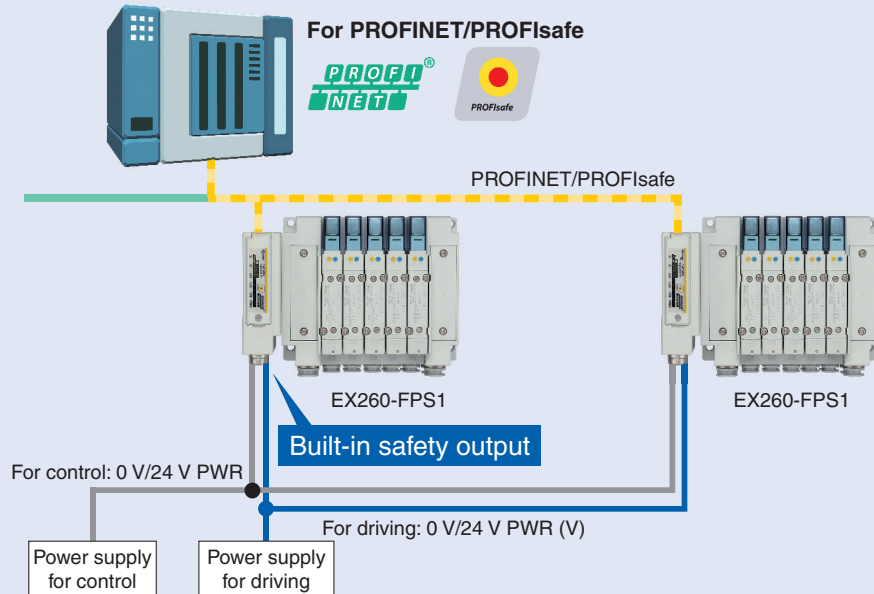 For PROFINET/PROFIsafe
PROFI
NET
®
PROFIsafe
PROFINET/PROFIsafe
EX260-FPS1
EX260-FPS1
Built-in safety output
For control: 0 V/24 V PWR
For driving: 0 V/24 V PWR (V)
Power supply
for control
Power supply
for driving